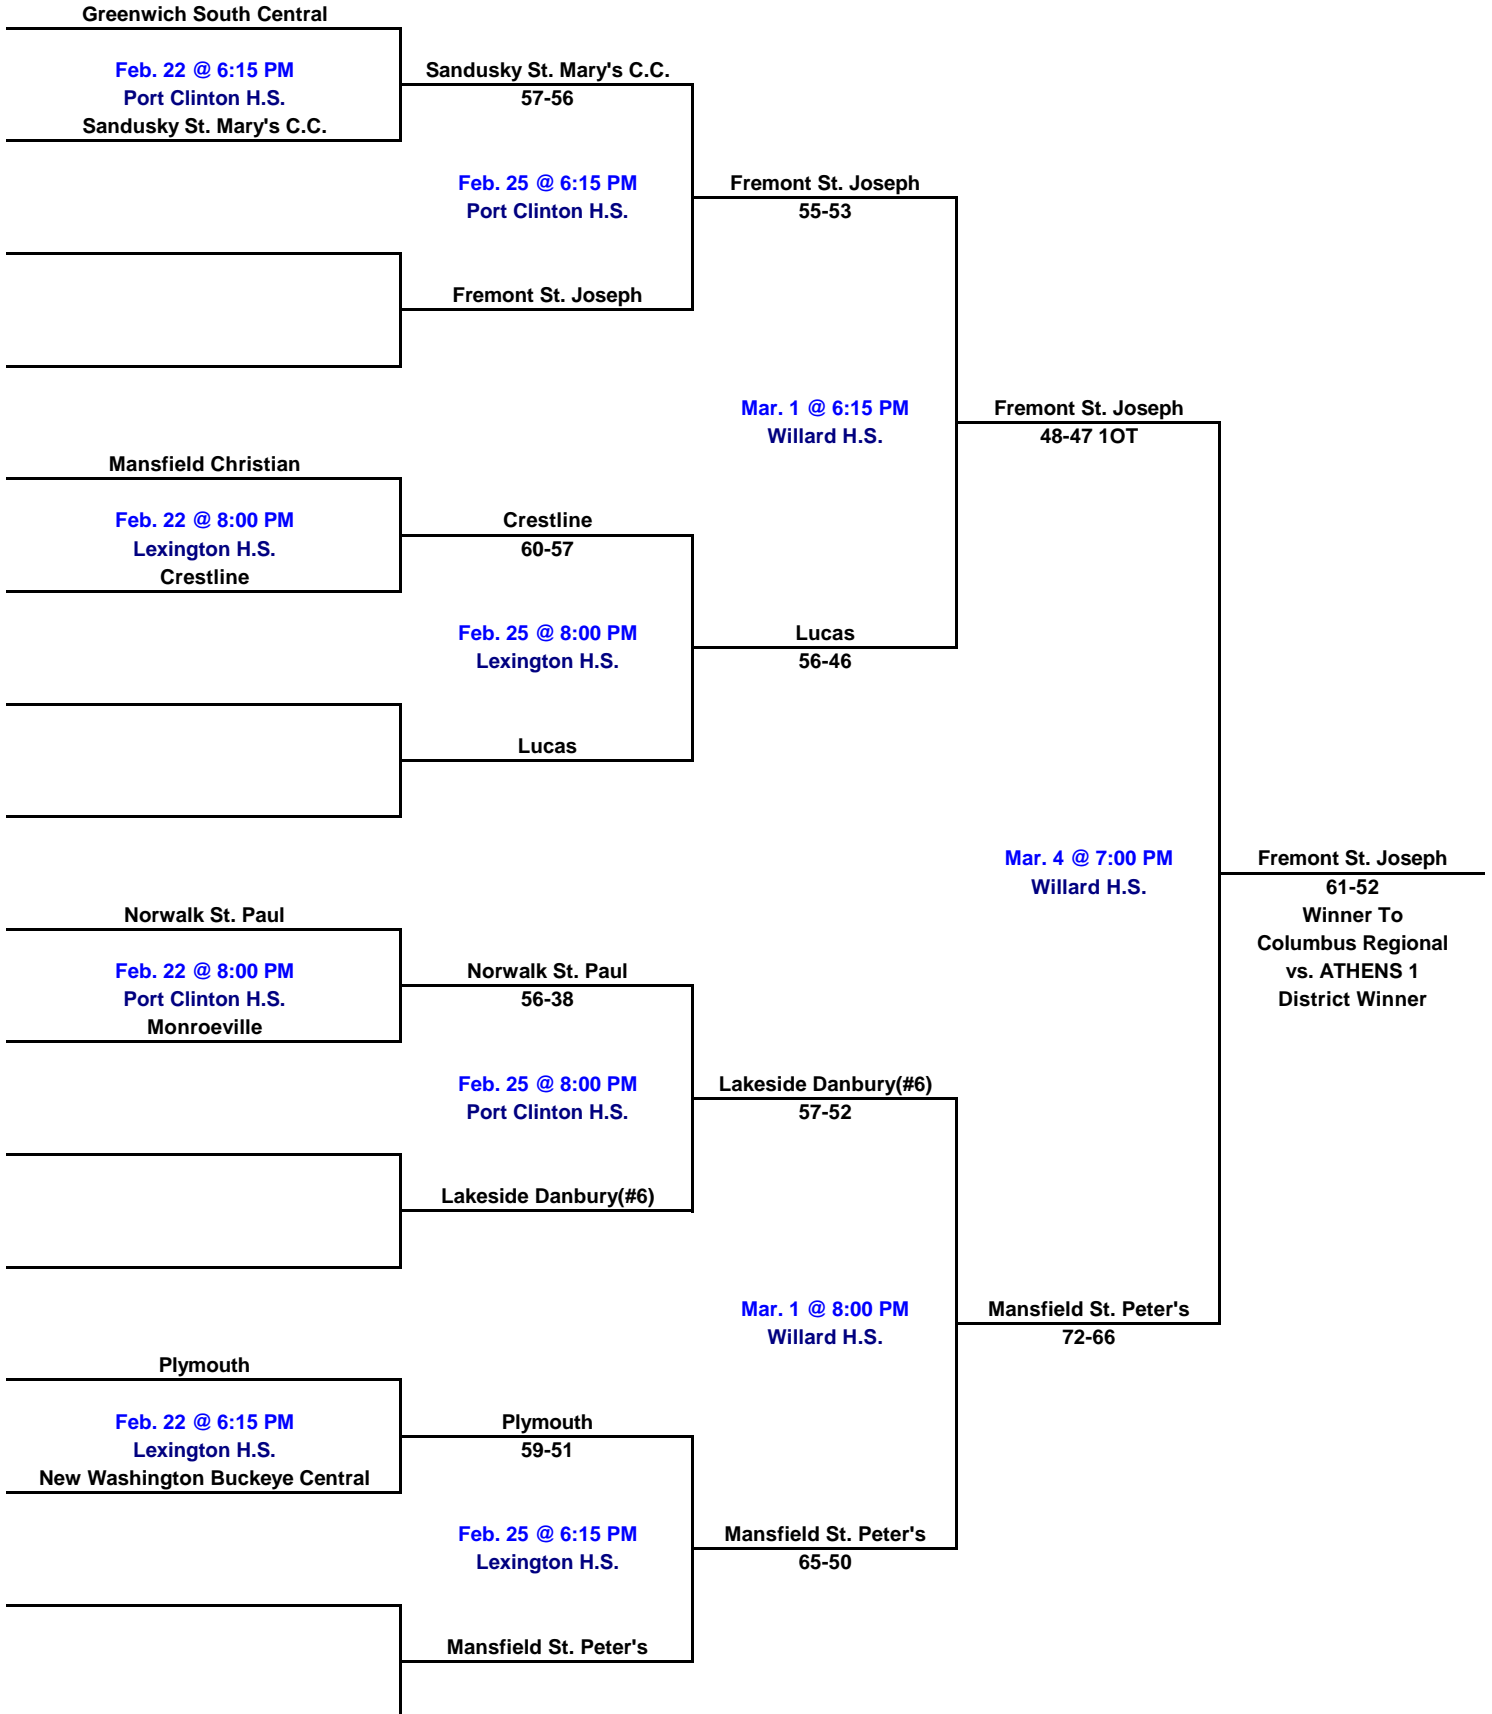 Greenwich South Central
Feb. 22 @ 6:15 PM
Port Clinton H.S.
Sandusky St. Mary's C.C.
Sandusky St. Mary's C.C.
57-56
Feb. 25 @ 6:15 PM
Port Clinton H.S.
Fremont St. Joseph
Fremont St. Joseph
55-53
Mansfield Christian
Feb. 22 @ 8:00 PM
Lexington H.S.
Crestline
Crestline
60-57
Feb. 25 @ 8:00 PM
Lexington H.S.
Lucas
Lucas
56-46
Mar. 1 @ 6:15 PM
Willard H.S.
Fremont St. Joseph
48-47 1OT
Norwalk St. Paul
Feb. 22 @ 8:00 PM
Port Clinton H.S.
Monroeville
Norwalk St. Paul
56-38
Feb. 25 @ 8:00 PM
Port Clinton H.S.
Lakeside Danbury(#6)
Lakeside Danbury(#6)
57-52
Plymouth
Feb. 22 @ 6:15 PM
Lexington H.S.
New Washington Buckeye Central
Plymouth
59-51
Feb. 25 @ 6:15 PM
Lexington H.S.
Mansfield St. Peter's
Mansfield St. Peter's
65-50
Mar. 1 @ 8:00 PM
Willard H.S.
Mansfield St. Peter's
72-66
Mar. 4 @ 7:00 PM
Willard H.S.
Fremont St. Joseph
61-52
Winner To
Columbus Regional
vs. ATHENS 1
District Winner